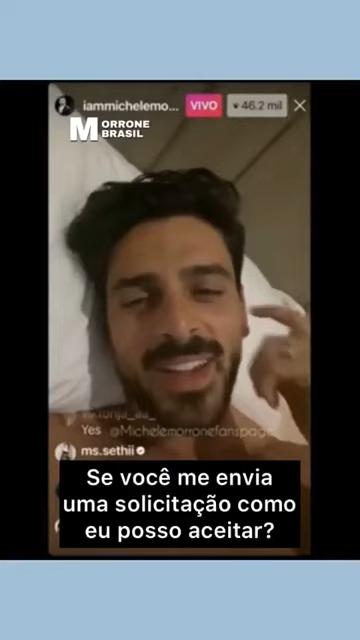 iammichelemo... VIVO 46.2 mil
MORRONE
BRASIL
Yes @Michelemorronefanspage
ms.sethii
Se você me envia
uma solicitação como
eu posso aceitar?